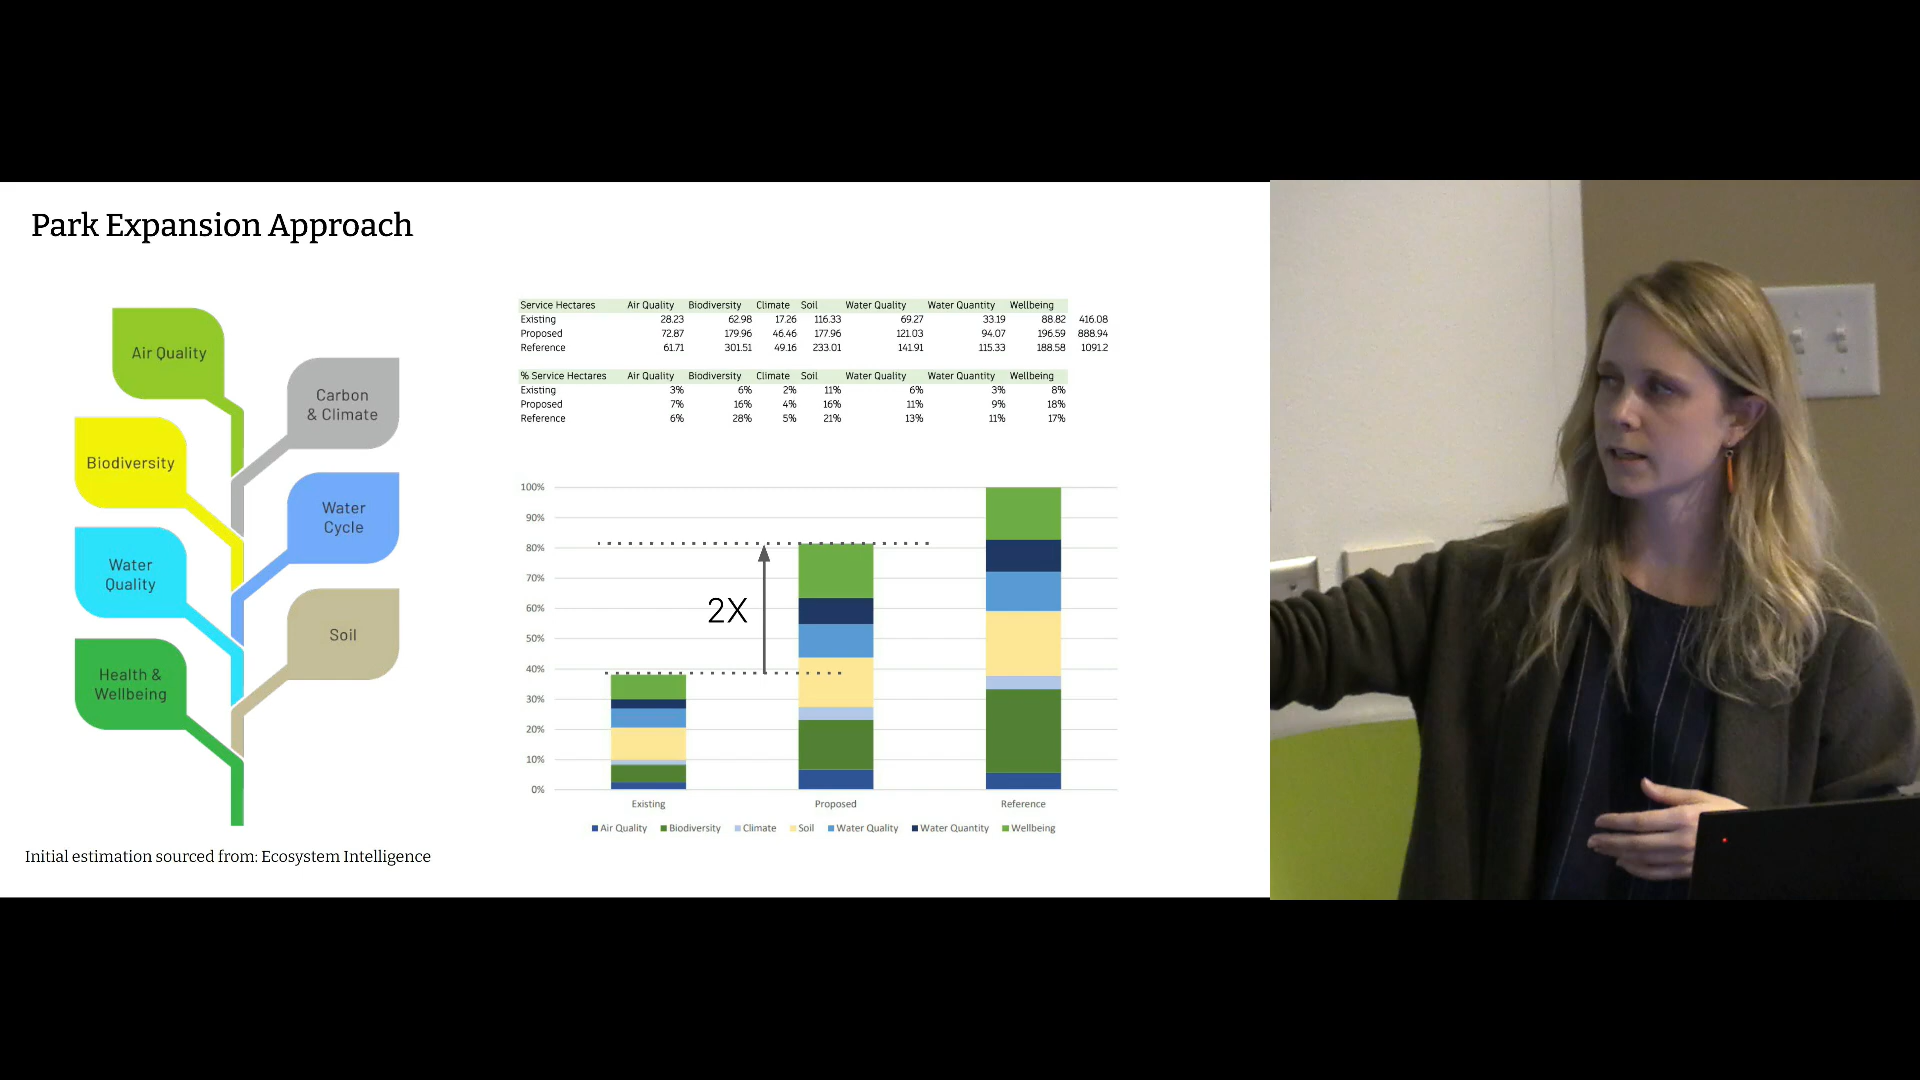 Park Expansion Approach
Air Quality
Carbon
& Climate
Biodiversity
Water
Cycle
Water
Quality
Soil
Health &
Wellbeing
Initial estimation sourced from: Ecosystem Intelligence
Service Hectares Air Quality Biodiversity Climate Soil Water Quality Water Quantity Wellbeing
Existing 28.23 62.98 17.26 116.33 69.27 33.19 88.82 416.08
Proposed 72.87 179.96 46.46 177.96 121.03 94.07 196.59 888.94
Reference 61.71 301.51 49.16 233.01 141.91 115.33 188.58 1091.2
% Service Hectares Air Quality Biodiversity Climate Soil Water Quality Water Quantity Wellbeing
Existing 3% 6% 2% 11% 6% 3% 8%
Proposed 7% 16% 4% 16% 11% 9% 18%
Reference 6% 28% 5% 21% 13% 11% 17%
100%
90%
80%
70%
60%
50%
40%
30%
20%
10%
0%
2X
Existing Proposed Reference
Air Quality Biodiversity Climate Soil Water Quality Water Quantity Wellbeing